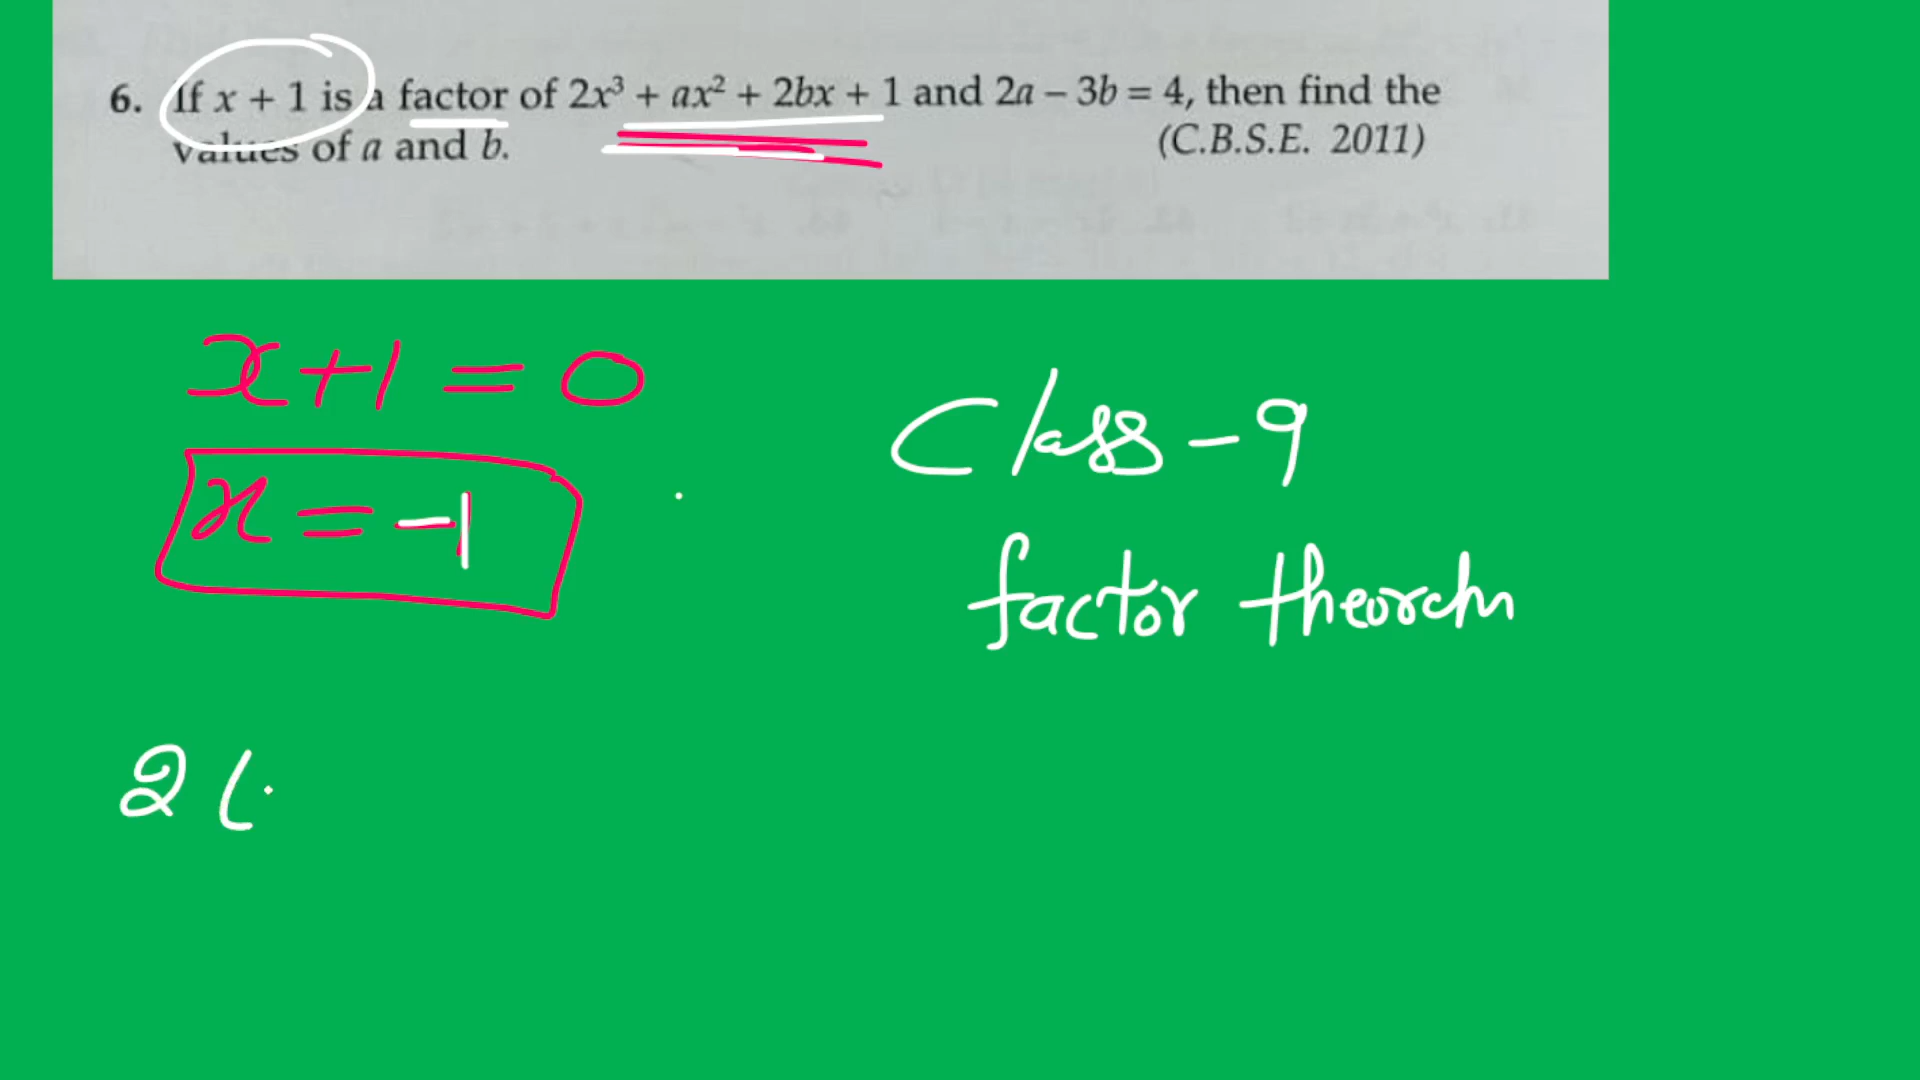 6. If x + 1 is a factor of 2x³ + ax² + 2bx + 1 and 2a – 3b = 4, then find the
values of a and b. (C.B.S.E. 2011)
x+1 = 0
x = -1
Class - 9
factor theorem
2(